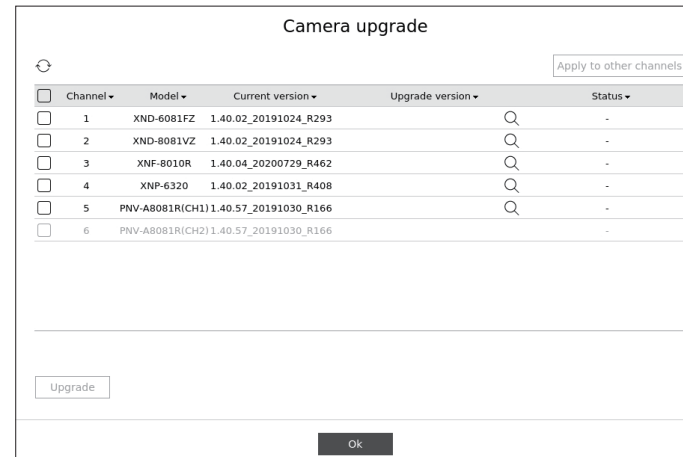 Camera upgrade
Apply to other channels
Channel Model Current version Upgrade version Status
1 XND-6081FZ 1.40.02_20191024_R293 -
2 XND-8081VZ 1.40.02_20191024_R293 -
3 XNF-8010R 1.40.04_20200729_R462 -
4 XNP-6320 1.40.02_20191031_R408 -
5 PNV-A8081R(CH1) 1.40.57_20191030_R166 -
6 PNV-A8081R(CH2) 1.40.57_20191030_R166 -
Upgrade
Ok